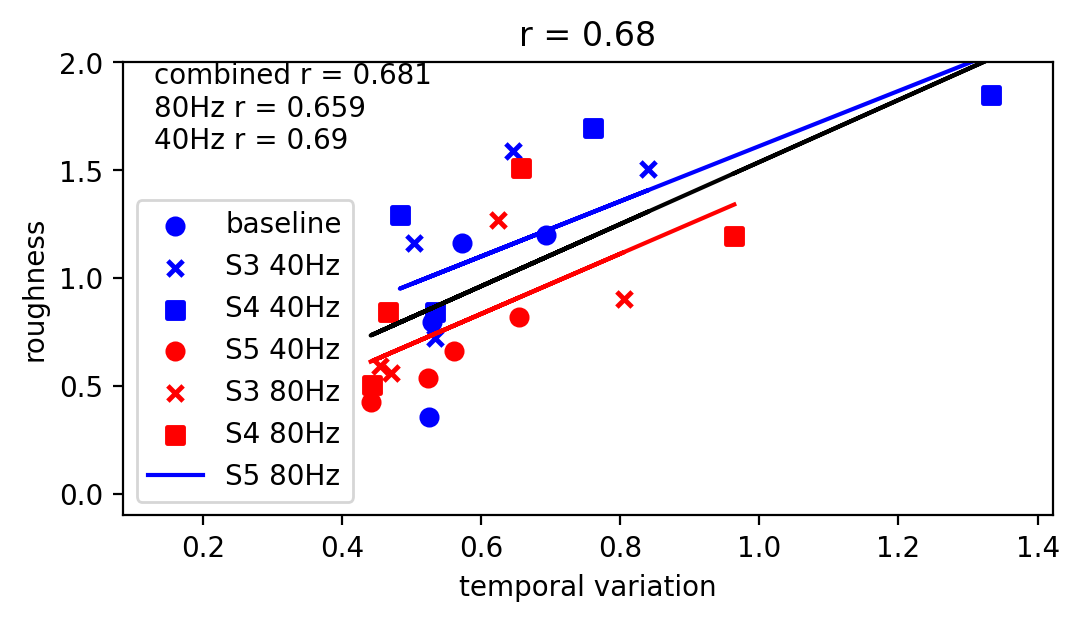 r = 0.68
combined r = 0.681
80Hz r = 0.659
40Hz r = 0.69
roughness
2.0
1.5
1.0
0.5
0.0
baseline
S3 40Hz
S4 40Hz
S5 40Hz
S3 80Hz
S4 80Hz
S5 80Hz
0.2 0.4 0.6 0.8 1.0 1.2 1.4
temporal variation